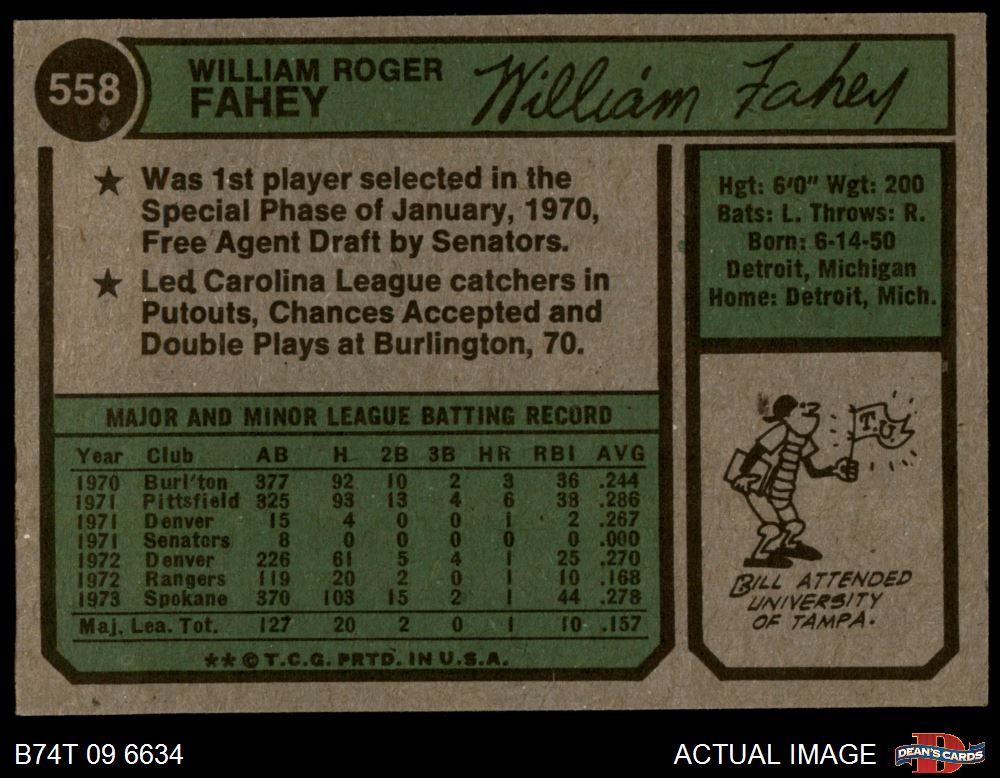 558
WILLIAM ROGER
FAHEY
William Fahey
★ Was 1st player selected in the
Special Phase of January, 1970,
Free Agent Draft by Senators.
★ Led Carolina League catchers in
Putouts, Chances Accepted and
Double Plays at Burlington, 70.
Hgt: 6'0" Wgt: 200
Bats: L. Throws: R.
Born: 6-14-50
Detroit, Michigan
Home: Detroit, Mich.
MAJOR AND MINOR LEAGUE BATTING RECORD
Year Club AB H 2B 3B HR RBI AVG
1970 Burl'ton 377 92 10 2 3 36 .244
1971 Pittsfield 325 93 13 4 6 38 .286
1971 Denver 15 4 0 0 1 2 .267
1971 Senators 8 0 0 0 0 0 .000
1972 Denver 226 61 5 4 1 25 .270
1972 Rangers 119 20 2 0 1 10 .168
1973 Spokane 370 103 15 2 1 44 .278
Maj. Lea. Tot. 127 20 2 0 1 10 .157
** © T.C.G. PRTD. IN U.S.A.
T.U.
BILL ATTENDED
UNIVERSITY
OF TAMPA.
B74T 09 6634
ACTUAL IMAGE
D
DEAN'S CARDS